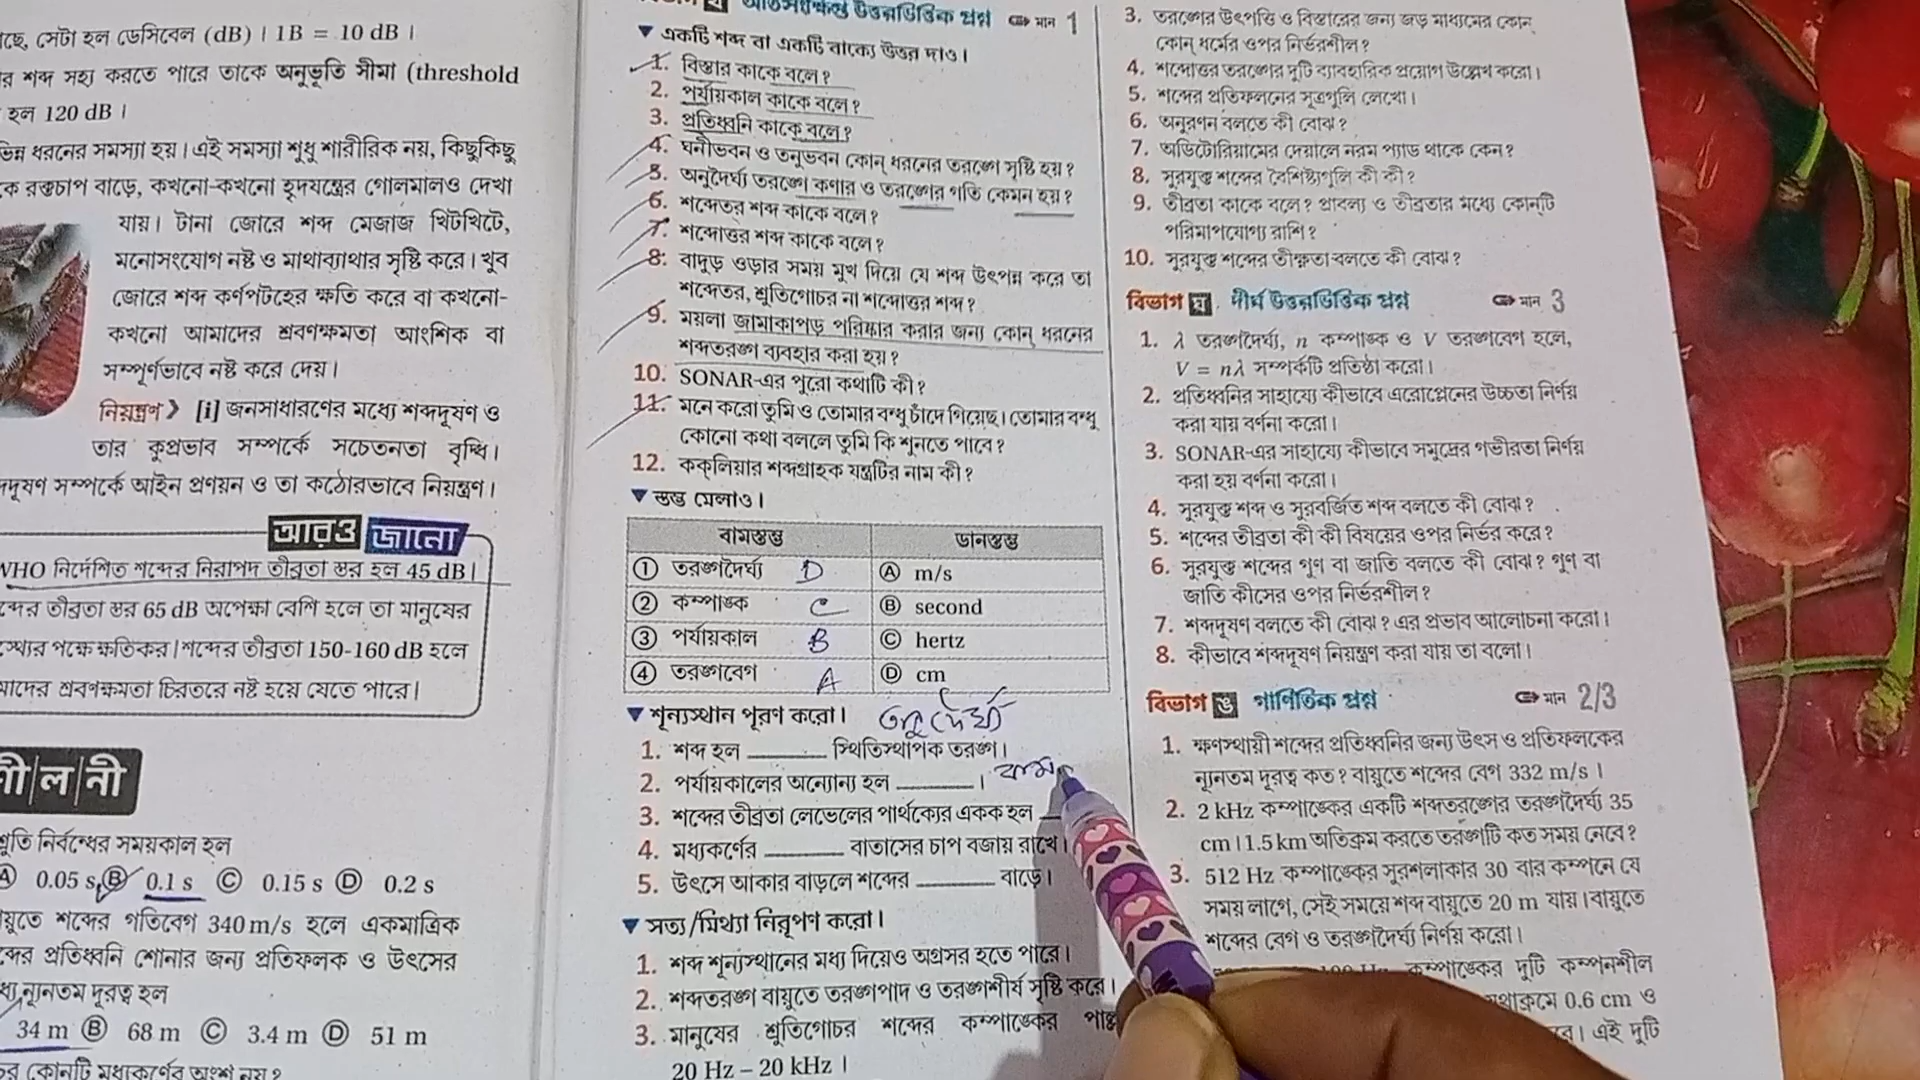 াছে, সেটা হল ডেসিবেল (dB)। 1B = 10 dB।
র শব্দ সহ্য করতে পারে তাকে অনুভূতি সীমা (threshold
হল 120 dB।
ভিন্ন ধরনের সমস্যা হয়। এই সমস্যা শুধু শারীরিক নয়, কিছুকিছু
কে রক্তচাপ বাড়ে, কখনো-কখনো হৃদযন্ত্রের গোলমালও দেখা
যায়। টানা জোরে শব্দ মেজাজ খিটখিটে,
মনোসংযোগ নষ্ট ও মাথাব্যাথার সৃষ্টি করে। খুব
জোরে শব্দ কর্ণপটহের ক্ষতি করে বা কখনো-
কখনো আমাদের শ্রবণক্ষমতা আংশিক বা
সম্পূর্ণভাবে নষ্ট করে দেয়।
নিয়ন্ত্রণ 》 [i] জনসাধারণের মধ্যে শব্দদূষণ ও
তার কুপ্রভাব সম্পর্কে সচেতনতা বৃদ্ধি।
দদূষণ সম্পর্কে আইন প্রণয়ন ও তা কঠোরভাবে নিয়ন্ত্রণ।
আরও জানো
WHO নির্দেশিত শব্দের নিরাপদ তীব্রতা স্তর হল 45 dB।
ব্দের তীব্রতা স্তর 65 dB অপেক্ষা বেশি হলে তা মানুষের
স্থ্যের পক্ষে ক্ষতিকর। শব্দের তীব্রতা 150-160 dB হলে
মাদের শ্রবণক্ষমতা চিরতরে নষ্ট হয়ে যেতে পারে।
শী|ল|নী
শ্রুতি নির্বন্ধের সময়কাল হল
Ⓐ 0.05 s Ⓑ 0.1 s Ⓒ 0.15 s Ⓓ 0.2 s
ায়ুতে শব্দের গতিবেগ 340 m/s হলে একমাত্রিক
ব্দের প্রতিধ্বনি শোনার জন্য প্রতিফলক ও উৎসের
ধ্য ন্যূনতম দূরত্ব হল
34 m Ⓑ 68 m Ⓒ 3.4 m Ⓓ 51 m
চের কোনটি মধ্যকর্ণের অংশ নয়?
বিভাগ গ অতিসংক্ষিপ্ত উত্তরভিত্তিক প্রশ্ন মান 1
▼ একটি শব্দ বা একটি বাক্যে উত্তর দাও।
1. বিস্তার কাকে বলে?
2. পর্যায়কাল কাকে বলে?
3. প্রতিধ্বনি কাকে বলে?
4. ঘনীভবন ও তনুভবন কোন্ ধরনের তরঙ্গে সৃষ্টি হয়?
5. অনুদৈর্ঘ্য তরঙ্গে কণার ও তরঙ্গের গতি কেমন হয়?
6. শব্দেতর শব্দ কাকে বলে?
7. শব্দোত্তর শব্দ কাকে বলে?
8. বাদুড় ওড়ার সময় মুখ দিয়ে যে শব্দ উৎপন্ন করে তা
শব্দেতর, শ্রুতিগোচর না শব্দোত্তর শব্দ?
9. ময়লা জামাকাপড় পরিষ্কার করার জন্য কোন্ ধরনের
শব্দতরঙ্গ ব্যবহার করা হয়?
10. SONAR-এর পুরো কথাটি কী?
11. মনে করো তুমি ও তোমার বন্ধু চাঁদে গিয়েছ। তোমার বন্ধু
কোনো কথা বললে তুমি কি শুনতে পাবে?
12. কক্‌লিয়ার শব্দগ্রাহক যন্ত্রটির নাম কী?
▼ স্তম্ভ মেলাও।
বামস্তম্ভ ডানস্তম্ভ
① তরঙ্গদৈর্ঘ্য D Ⓐ m/s
② কম্পাঙ্ক C Ⓑ second
③ পর্যায়কাল B Ⓒ hertz
④ তরঙ্গবেগ A Ⓓ cm
▼ শূন্যস্থান পূরণ করো। অনুদৈর্ঘ্য
1. শব্দ হল ______ স্থিতিস্থাপক তরঙ্গ।
2. পর্যায়কালের অন্যোন্য হল ______।
3. শব্দের তীব্রতা লেভেলের পার্থক্যের একক হল
4. মধ্যকর্ণের ______ বাতাসের চাপ বজায় রাখে।
5. উৎসে আকার বাড়লে শব্দের ______ বাড়ে।
▼ সত্য/মিথ্যা নিরূপণ করো।
1. শব্দ শূন্যস্থানের মধ্য দিয়েও অগ্রসর হতে পারে।
2. শব্দতরঙ্গ বায়ুতে তরঙ্গপাদ ও তরঙ্গশীর্ষ সৃষ্টি করে।
3. মানুষের শ্রুতিগোচর শব্দের কম্পাঙ্কের পাল্ল
20 Hz – 20 kHz।
3. তরঙ্গের উৎপত্তি ও বিস্তারের জন্য জড় মাধ্যমের কোন্
কোন্ ধর্মের ওপর নির্ভরশীল?
4. শব্দোত্তর তরঙ্গের দুটি ব্যাবহারিক প্রয়োগ উল্লেখ করো।
5. শব্দের প্রতিফলনের সূত্রগুলি লেখো।
6. অনুরণন বলতে কী বোঝ?
7. অডিটোরিয়ামের দেয়ালে নরম প্যাড থাকে কেন?
8. সুরযুক্ত শব্দের বৈশিষ্ট্যগুলি কী কী?
9. তীব্রতা কাকে বলে? প্রাবল্য ও তীব্রতার মধ্যে কোন্‌টি
পরিমাপযোগ্য রাশি?
10. সুরযুক্ত শব্দের তীক্ষ্ণতা বলতে কী বোঝ?
বিভাগ ঘ দীর্ঘ উত্তরভিত্তিক প্রশ্ন মান 3
1. λ তরঙ্গদৈর্ঘ্য, n কম্পাঙ্ক ও V তরঙ্গবেগ হলে,
V = nλ সম্পর্কটি প্রতিষ্ঠা করো।
2. প্রতিধ্বনির সাহায্যে কীভাবে এরোপ্লেনের উচ্চতা নির্ণয়
করা যায় বর্ণনা করো।
3. SONAR-এর সাহায্যে কীভাবে সমুদ্রের গভীরতা নির্ণয়
করা হয় বর্ণনা করো।
4. সুরযুক্ত শব্দ ও সুরবর্জিত শব্দ বলতে কী বোঝ?
5. শব্দের তীব্রতা কী কী বিষয়ের ওপর নির্ভর করে?
6. সুরযুক্ত শব্দের গুণ বা জাতি বলতে কী বোঝ? গুণ বা
জাতি কীসের ওপর নির্ভরশীল?
7. শব্দদূষণ বলতে কী বোঝ? এর প্রভাব আলোচনা করো।
8. কীভাবে শব্দদূষণ নিয়ন্ত্রণ করা যায় তা বলো।
বিভাগ ঙ গাণিতিক প্রশ্ন মান 2/3
1. ক্ষণস্থায়ী শব্দের প্রতিধ্বনির জন্য উৎস ও প্রতিফলকের
ন্যূনতম দূরত্ব কত? বায়ুতে শব্দের বেগ 332 m/s।
2. 2 kHz কম্পাঙ্কের একটি শব্দতরঙ্গের তরঙ্গদৈর্ঘ্য 35
cm। 1.5 km অতিক্রম করতে তরঙ্গটি কত সময় নেবে?
3. 512 Hz কম্পাঙ্কের সুরশলাকার 30 বার কম্পনে যে
সময় লাগে, সেই সময়ে শব্দ বায়ুতে 20 m যায়। বায়ুতে
শব্দের বেগ ও তরঙ্গদৈর্ঘ্য নির্ণয় করো।
কম্পাঙ্কের দুটি কম্পনশীল
যথাক্রমে 0.6 cm ও
এই দুটি